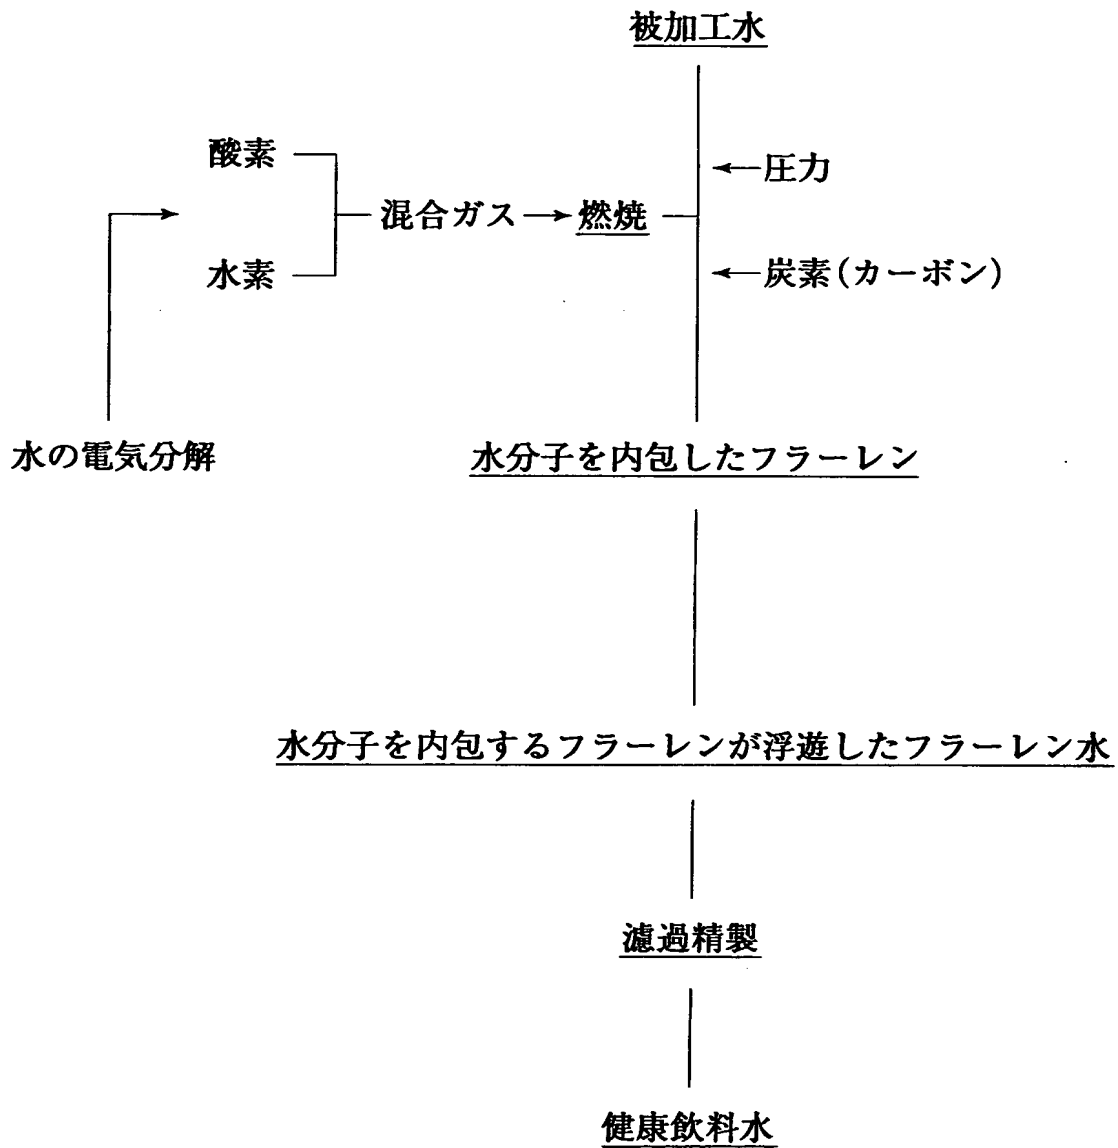 被加工水
酸素
圧力
混合ガス
燃焼
水素
炭素(カーボン)
水の電気分解
水分子を内包したフラーレン
水分子を内包するフラーレンが浮遊したフラーレン水
濾過精製
健康飲料水